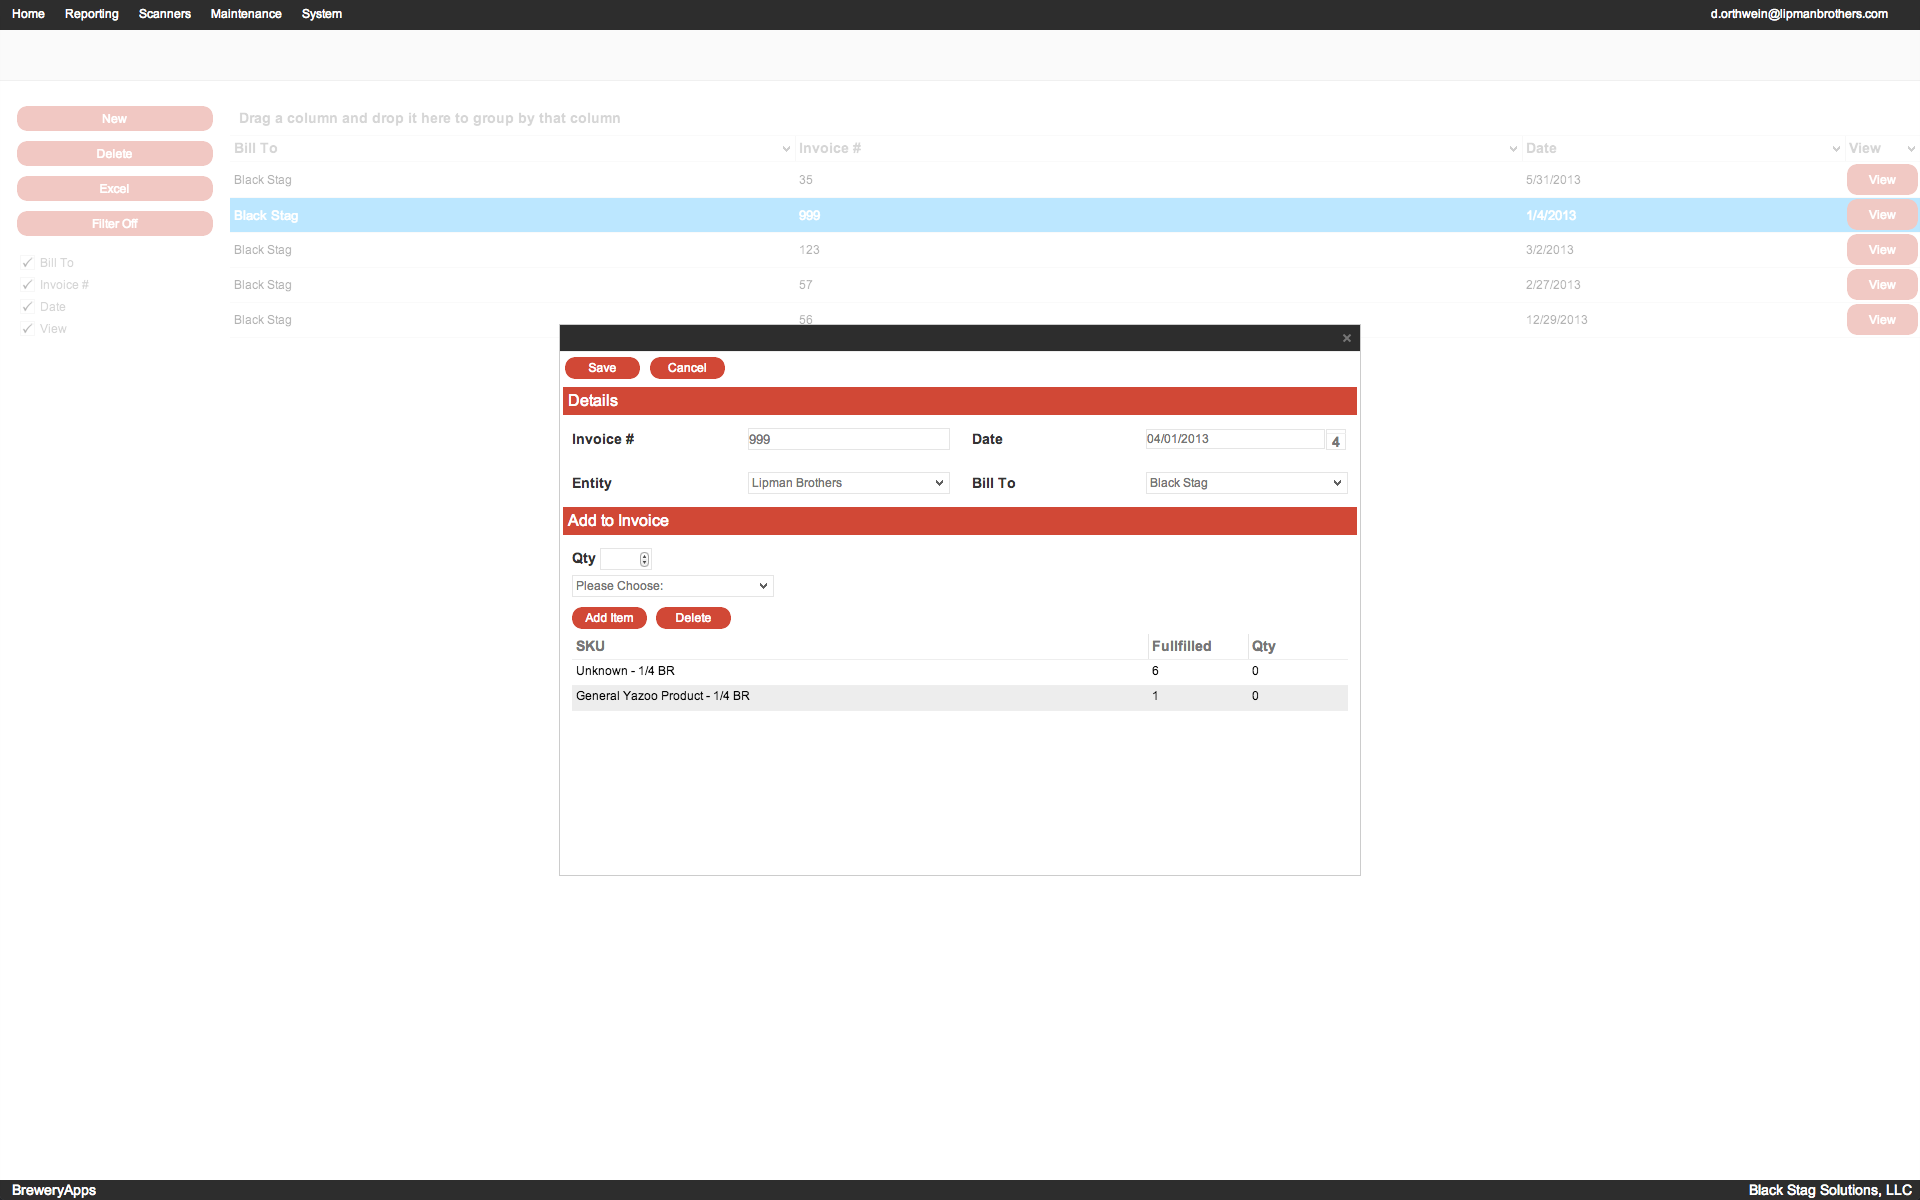 Home Reporting Scanners Maintenance System d.orthwein@lipmanbrothers.com
New
Delete
Excel
Filter Off
Bill To
Invoice #
Date
View
Drag a column and drop it here to group by that column
Bill To Invoice # Date View
Black Stag 35 5/31/2013 View
Black Stag 999 1/4/2013 View
Black Stag 123 3/2/2013 View
Black Stag 57 2/27/2013 View
Black Stag 56 12/29/2013 View
×
Save Cancel
Details
Invoice # 999 Date 04/01/2013 4
Entity Lipman Brothers Bill To Black Stag
Add to Invoice
Qty
Please Choose:
Add Item Delete
SKU Fullfilled Qty
Unknown - 1/4 BR 6 0
General Yazoo Product - 1/4 BR 1 0
BreweryApps Black Stag Solutions, LLC